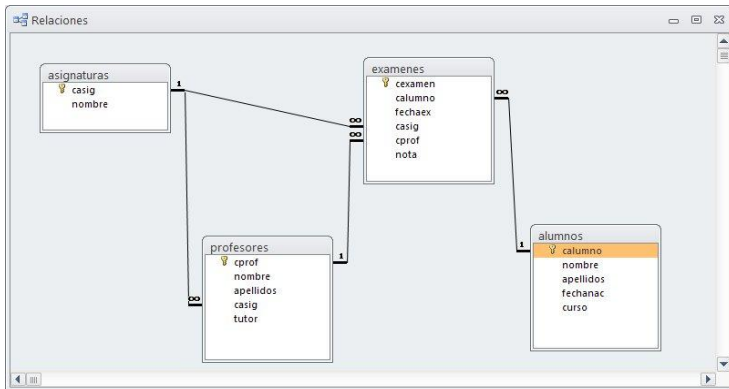 Relaciones
asignaturas
casig
nombre
1
∞
∞
examenes
cexamen
calumno
fechaex
casig
cprof
nota
∞
profesores
cprof
nombre
apellidos
casig
tutor
1
∞
alumnos
calumno
nombre
apellidos
fechanac
curso
1